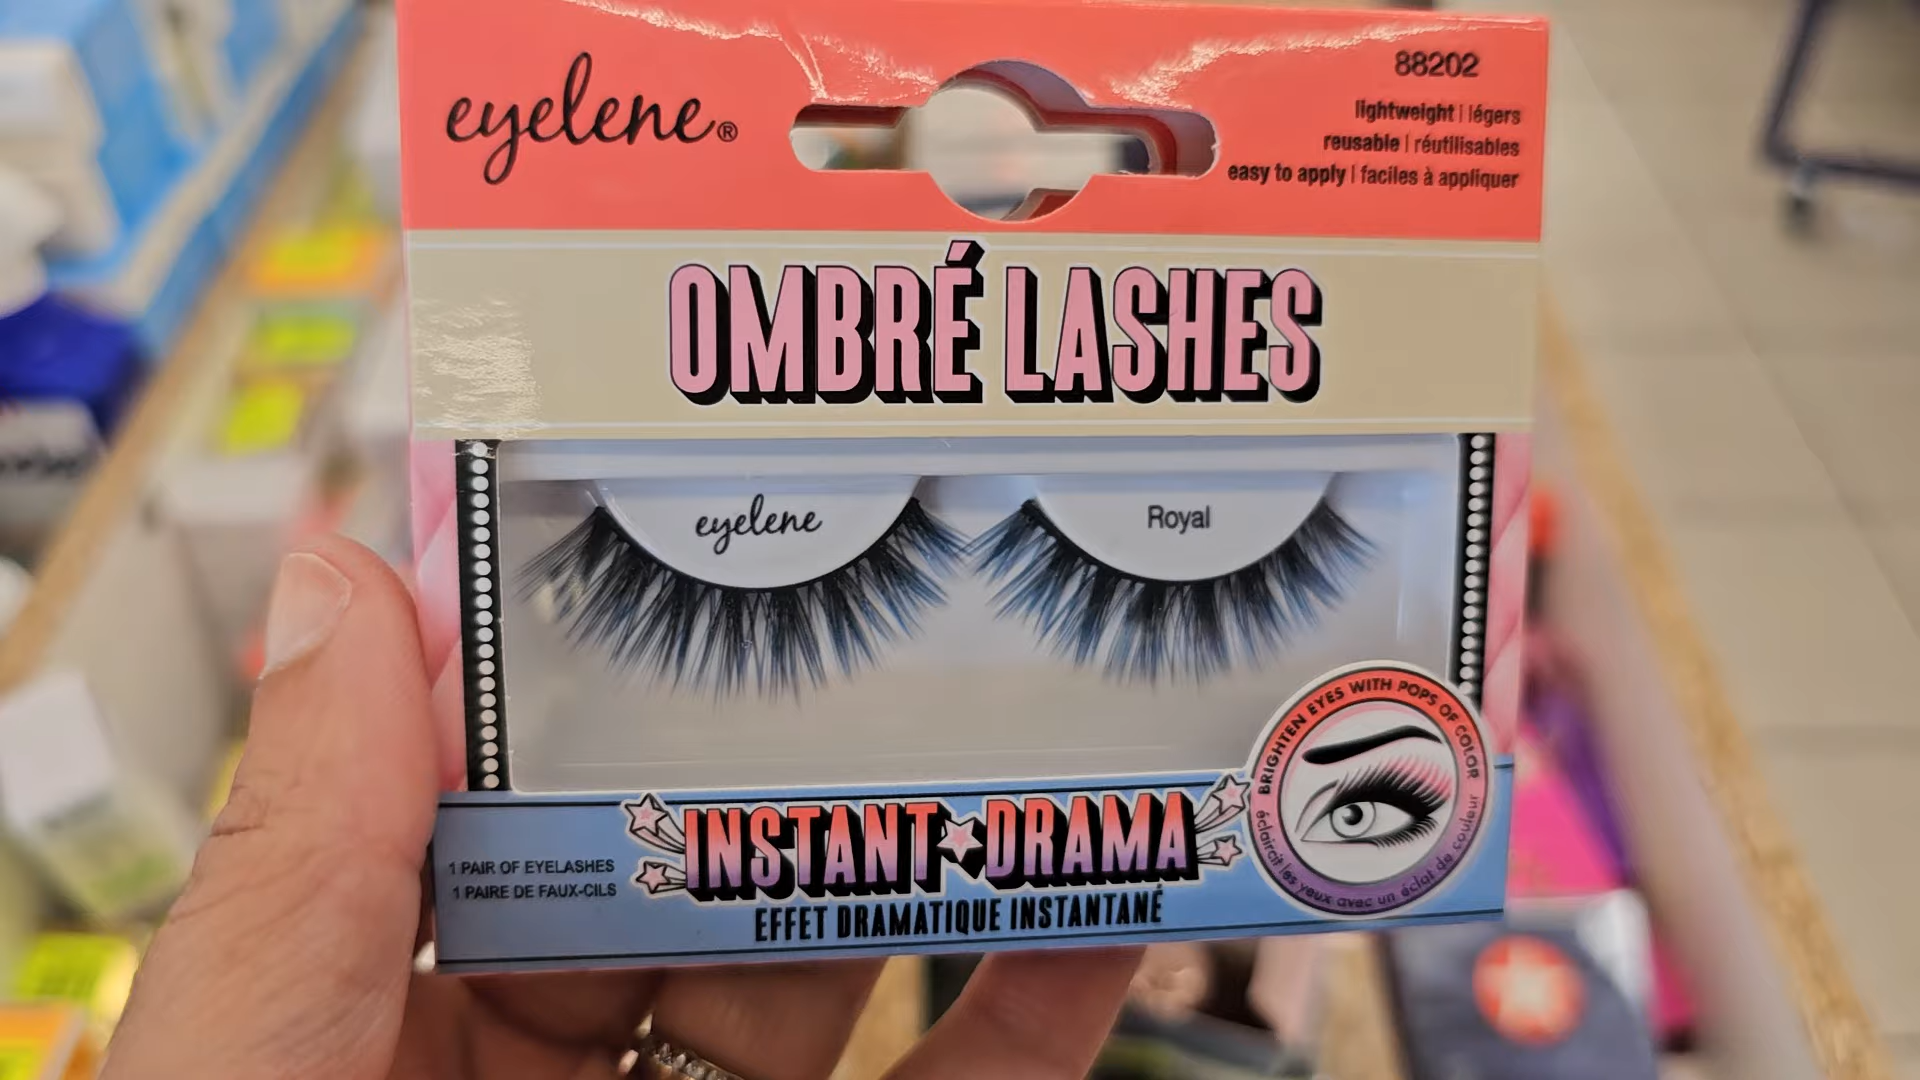 eyelene®
88202
lightweight | légers
reusable | réutilisables
easy to apply | faciles à appliquer
OMBRÉ LASHES
eyelene
Royal
BRIGHTEN EYES WITH POPS OF COLOR
éclaircit les yeux avec un éclat de couleur
INSTANT DRAMA
1 PAIR OF EYELASHES
1 PAIRE DE FAUX-CILS
EFFET DRAMATIQUE INSTANTANÉ